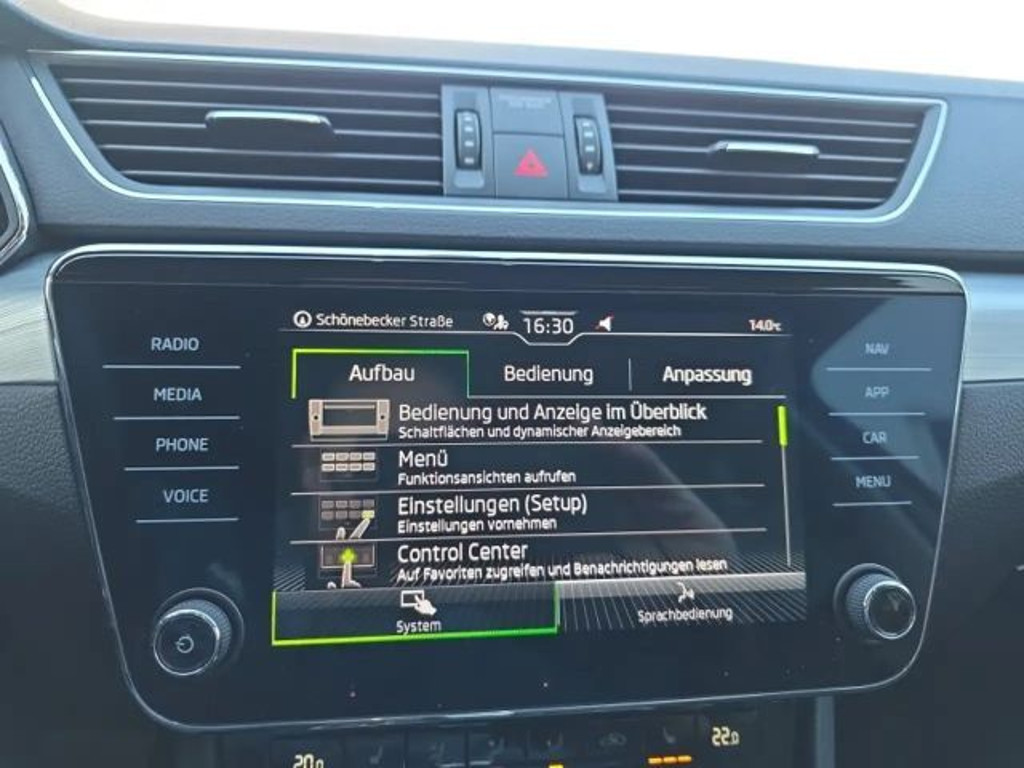 Schönebecker Straße 16:30 14.0°C
RADIO
MEDIA
PHONE
VOICE
Aufbau Bedienung Anpassung
Bedienung und Anzeige im Überblick
Schaltflächen und dynamischer Anzeigebereich
Menü
Funktionsansichten aufrufen
Einstellungen (Setup)
Einstellungen vornehmen
Control Center
Auf Favoriten zugreifen und Benachrichtigungen lesen
System Sprachbedienung
NAV
APP
CAR
MENU
20.0 22.0